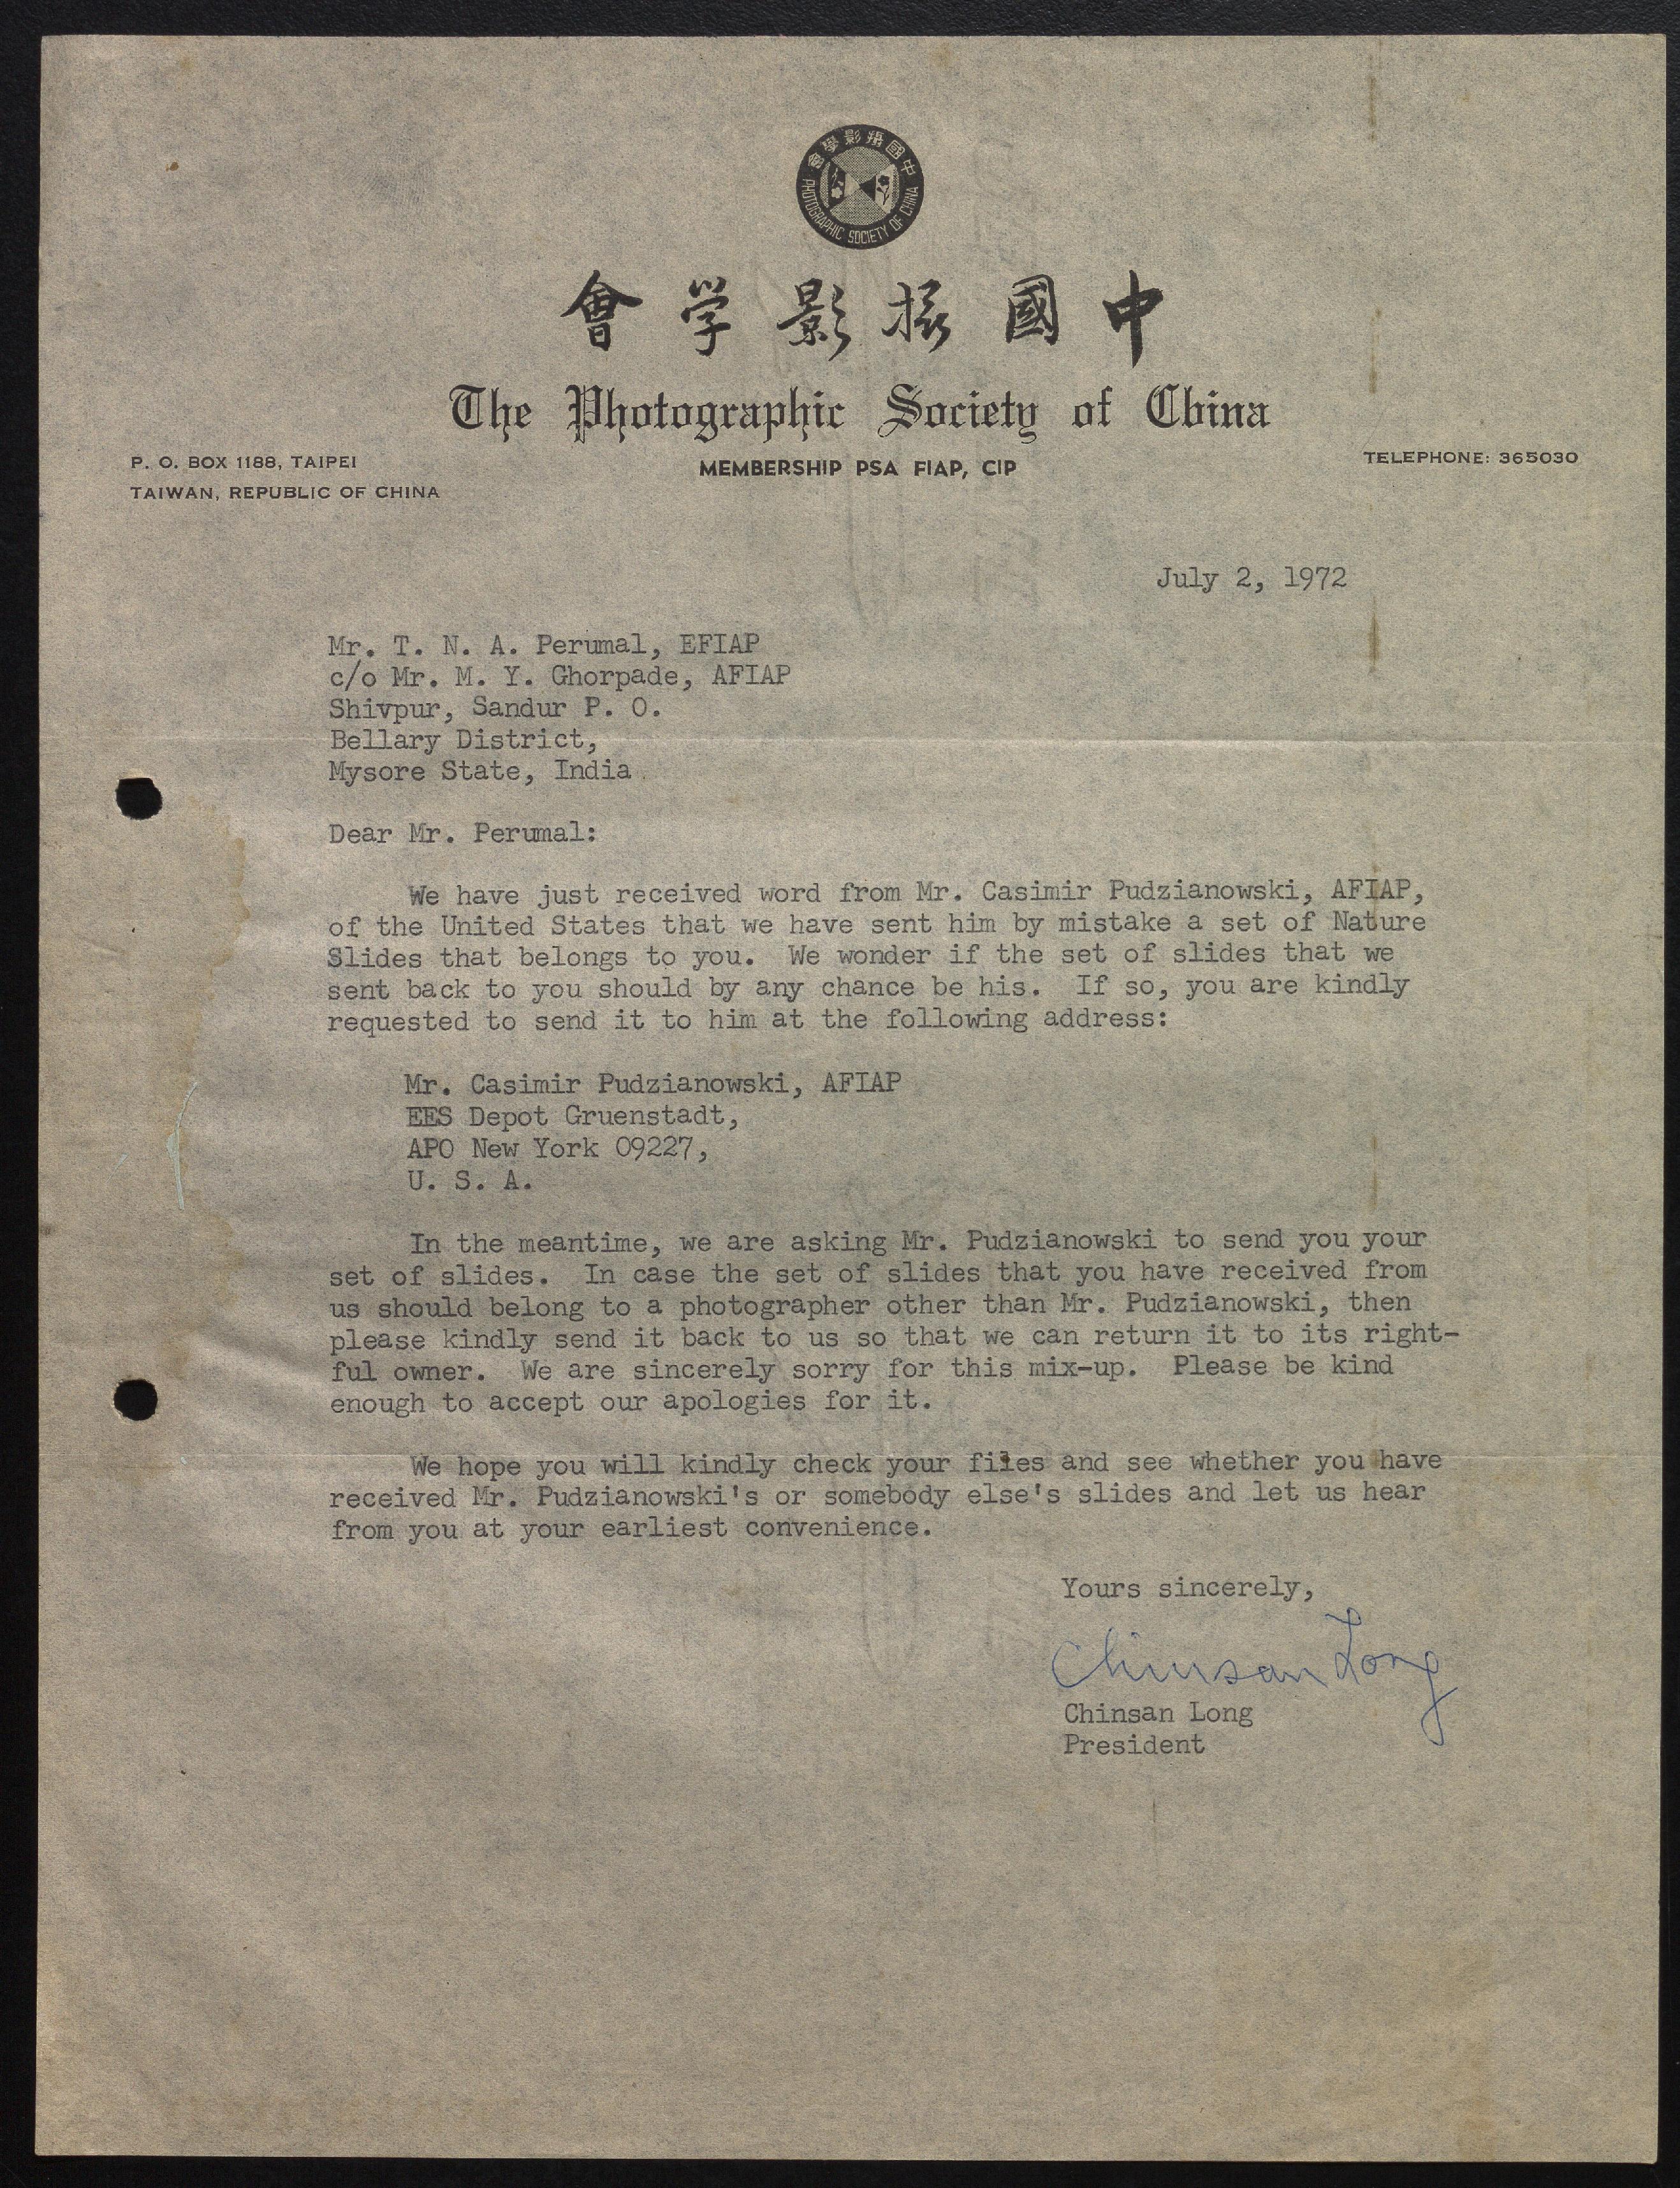 中國攝影學會
PHOTOGRAPHIC SOCIETY OF CHINA
中國摄影学會
The Photographic Society of China
P. O. BOX 1188, TAIPEI
TAIWAN, REPUBLIC OF CHINA
MEMBERSHIP PSA FIAP, CIP
TELEPHONE: 365030
July 2, 1972
Mr. T. N. A. Perumal, EFIAP
c/o Mr. M. Y. Ghorpade, AFIAP
Shivpur, Sandur P. O.
Bellary District,
Mysore State, India
Dear Mr. Perumal:
We have just received word from Mr. Casimir Pudzianowski, AFIAP,
of the United States that we have sent him by mistake a set of Nature
Slides that belongs to you. We wonder if the set of slides that we
sent back to you should by any chance be his. If so, you are kindly
requested to send it to him at the following address:
Mr. Casimir Pudzianowski, AFIAP
EES Depot Gruenstadt,
APO New York 09227,
U. S. A.
In the meantime, we are asking Mr. Pudzianowski to send you your
set of slides. In case the set of slides that you have received from
us should belong to a photographer other than Mr. Pudzianowski, then
please kindly send it back to us so that we can return it to its right-
ful owner. We are sincerely sorry for this mix-up. Please be kind
enough to accept our apologies for it.
We hope you will kindly check your files and see whether you have
received Mr. Pudzianowski's or somebody else's slides and let us hear
from you at your earliest convenience.
Yours sincerely,
Chinsan Long
Chinsan Long
President